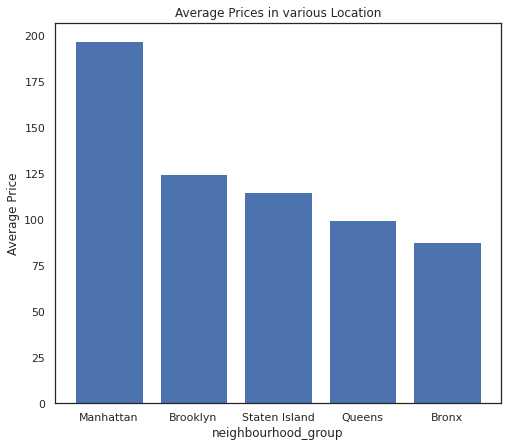 Average Prices in various Location
Average Price
200
175
150
125
100
75
50
25
0
Manhattan Brooklyn Staten Island Queens Bronx
neighbourhood_group